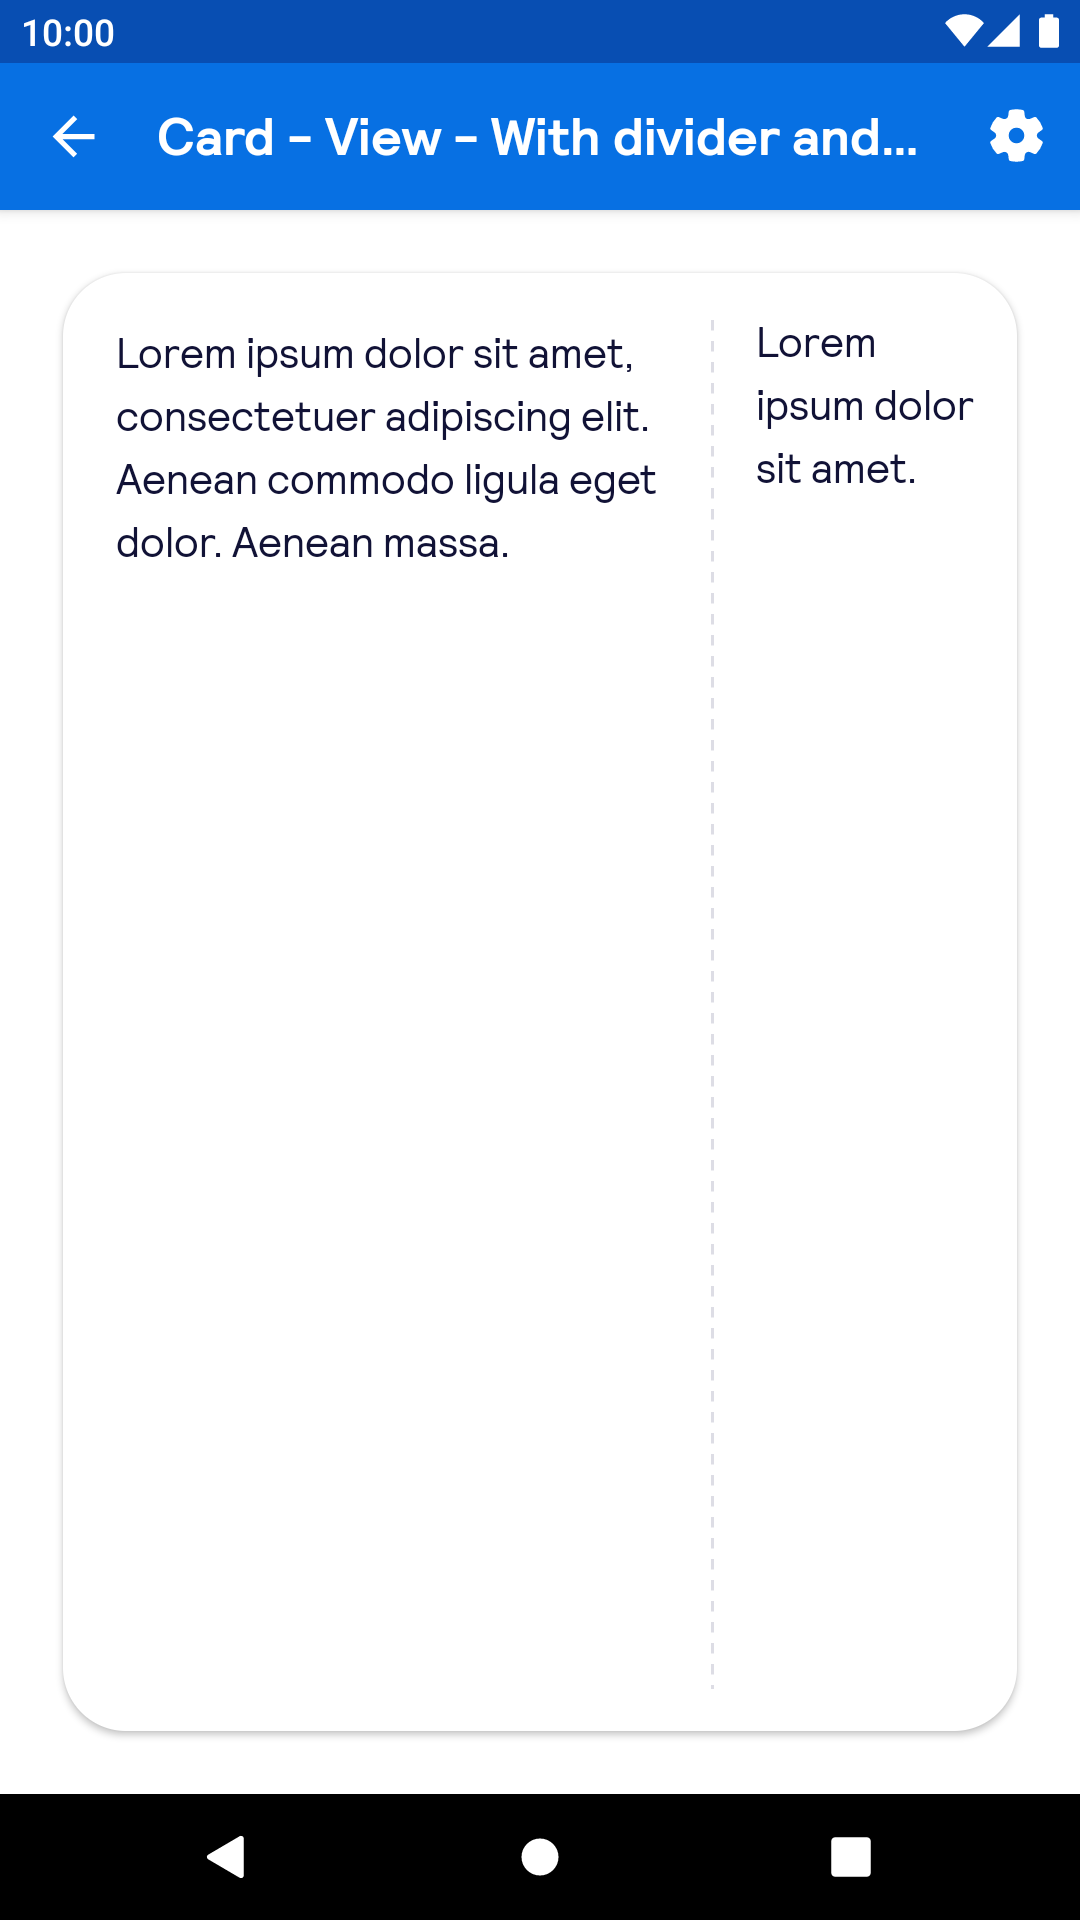 10:00
Card - View - With divider and...
Lorem ipsum dolor sit amet,
consectetuer adipiscing elit.
Aenean commodo ligula eget
dolor. Aenean massa.
Lorem
ipsum dolor
sit amet.